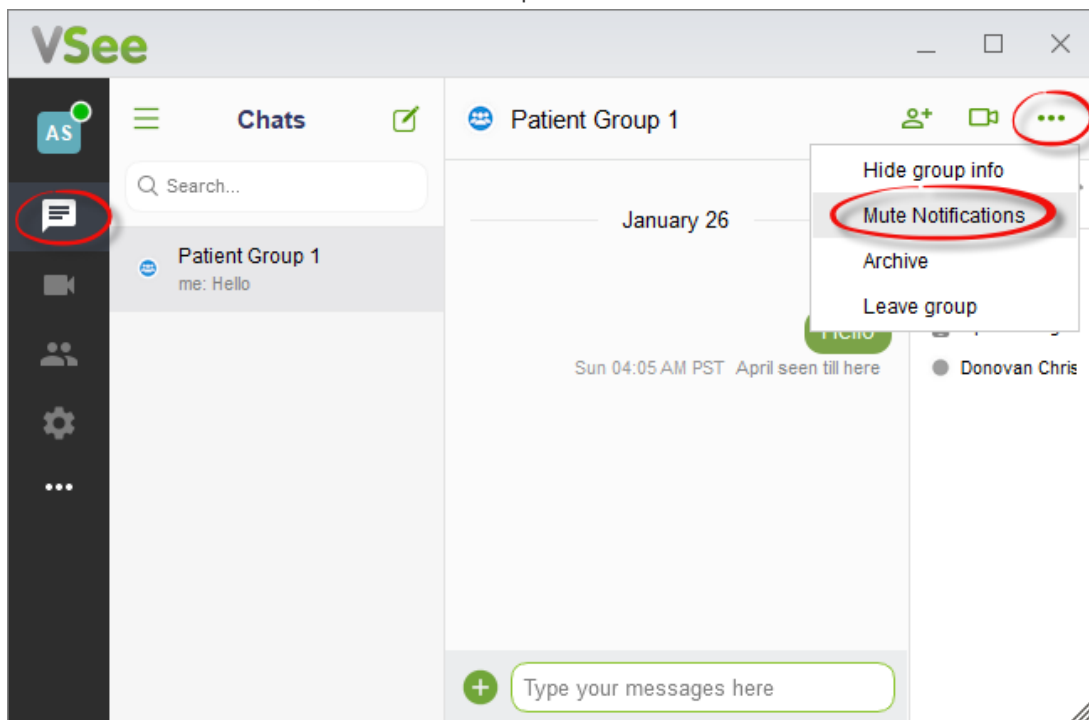 VSee
AS
Chats
Search...
Patient Group 1
me: Hello
Patient Group 1
Hide group info
Mute Notifications
Archive
Leave group
January 26
Hello
Sun 04:05 AM PST April seen till here
Donovan Chris
Type your messages here